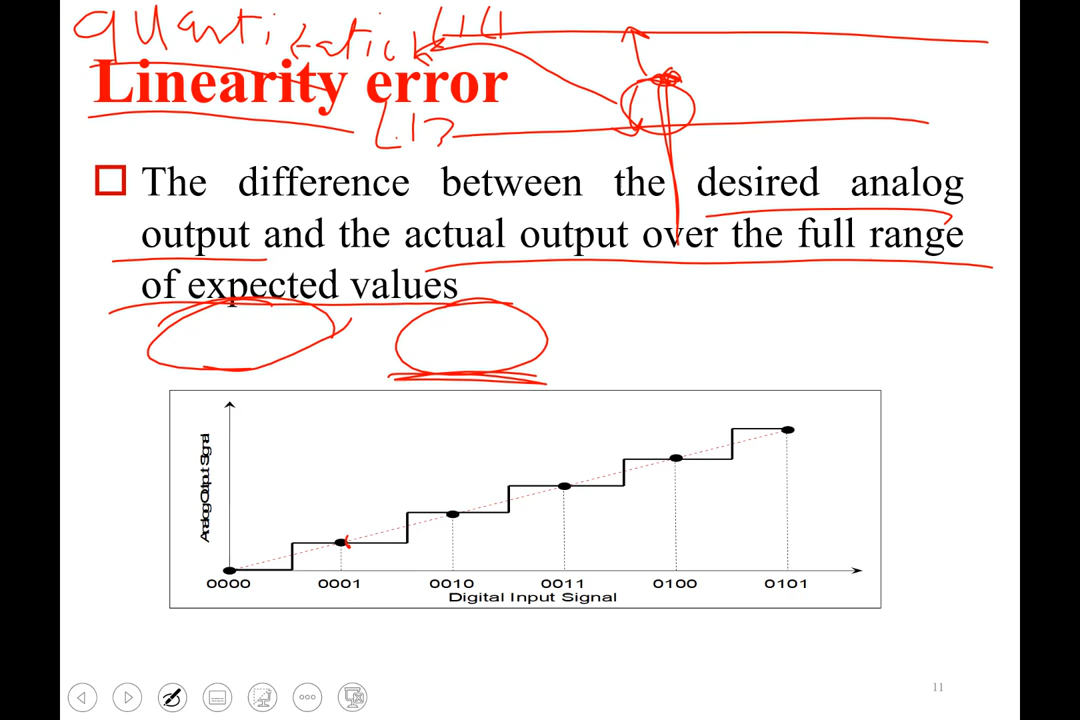 Quantization
Linearity error
The difference between the desired analog
output and the actual output over the full range
of expected values
Analog Output Signal
0000 0001 0010 0011 0100 0101
Digital Input Signal
11